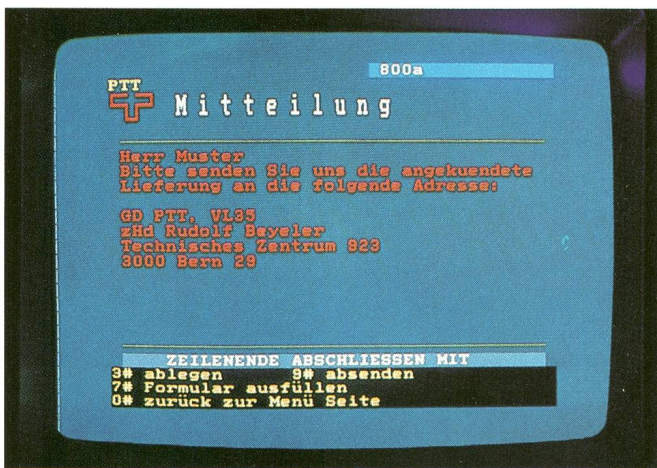 800a
PTT
Mitteilung
Herr Muster
Bitte senden Sie uns die angekuendete
Lieferung an die folgende Adresse:
GD PTT, VL35
zHd Rudolf Beyeler
Technisches Zentrum 823
3000 Bern 29
ZEILENENDE ABSCHLIESSEN MIT
3# ablegen 9# absenden
7# Formular ausfüllen
0# zurück zur Menü Seite